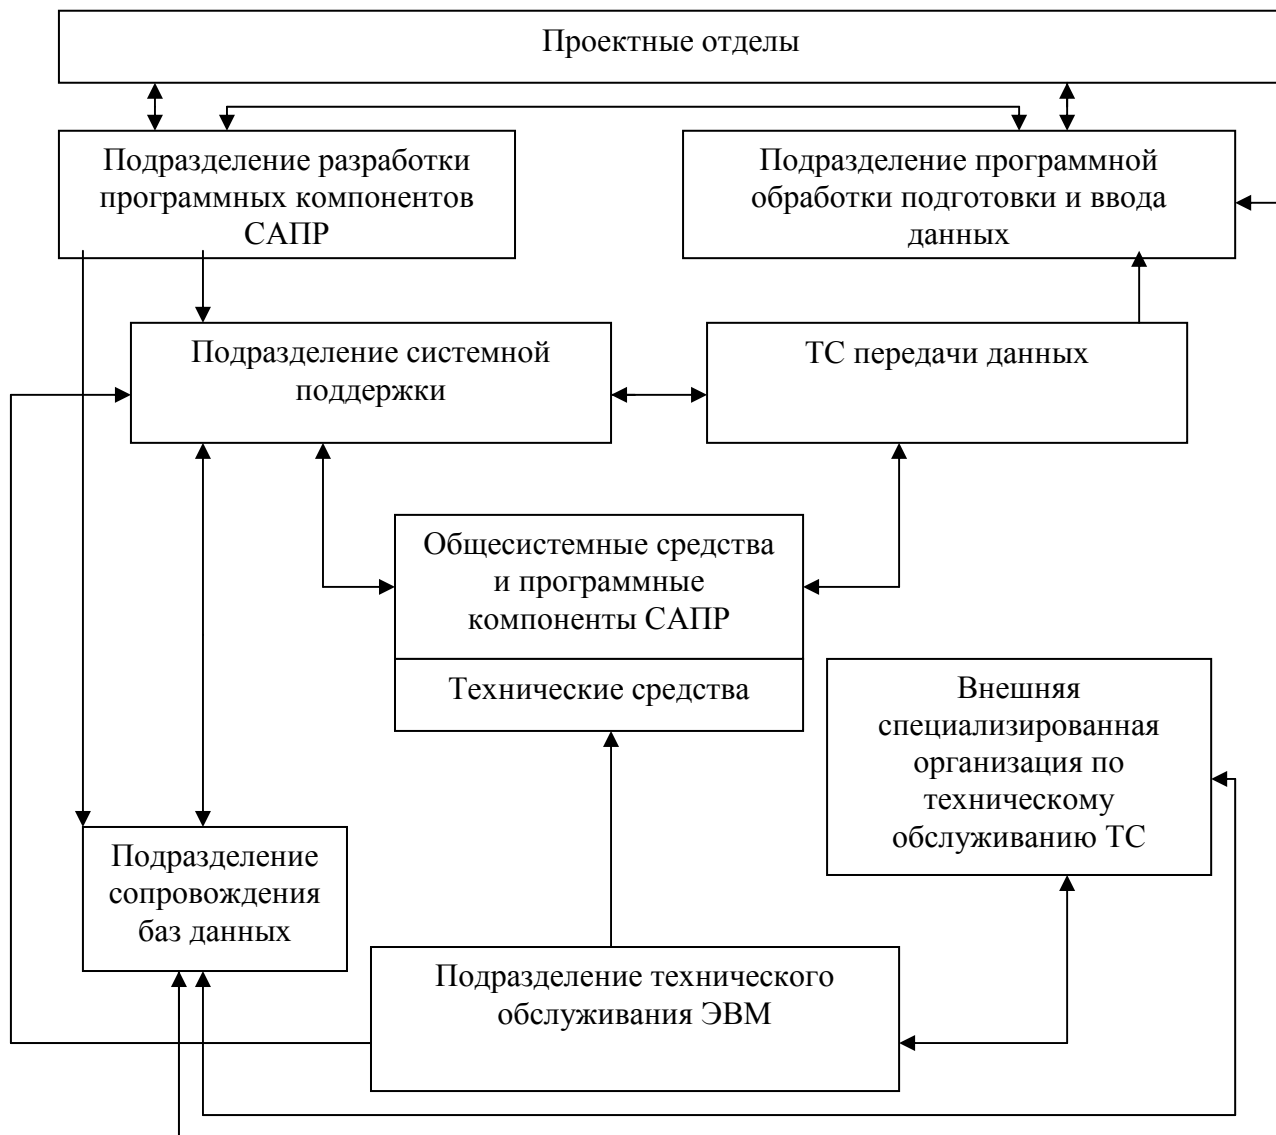 Проектные отделы
Подразделение разработки
программных компонентов
САПР
Подразделение программной
обработки подготовки и ввода
данных
Подразделение системной
поддержки
ТС передачи данных
Общесистемные средства
и программные
компоненты САПР
Технические средства
Внешняя
специализированная
организация по
техническому
обслуживанию ТС
Подразделение
сопровождения
баз данных
Подразделение технического
обслуживания ЭВМ